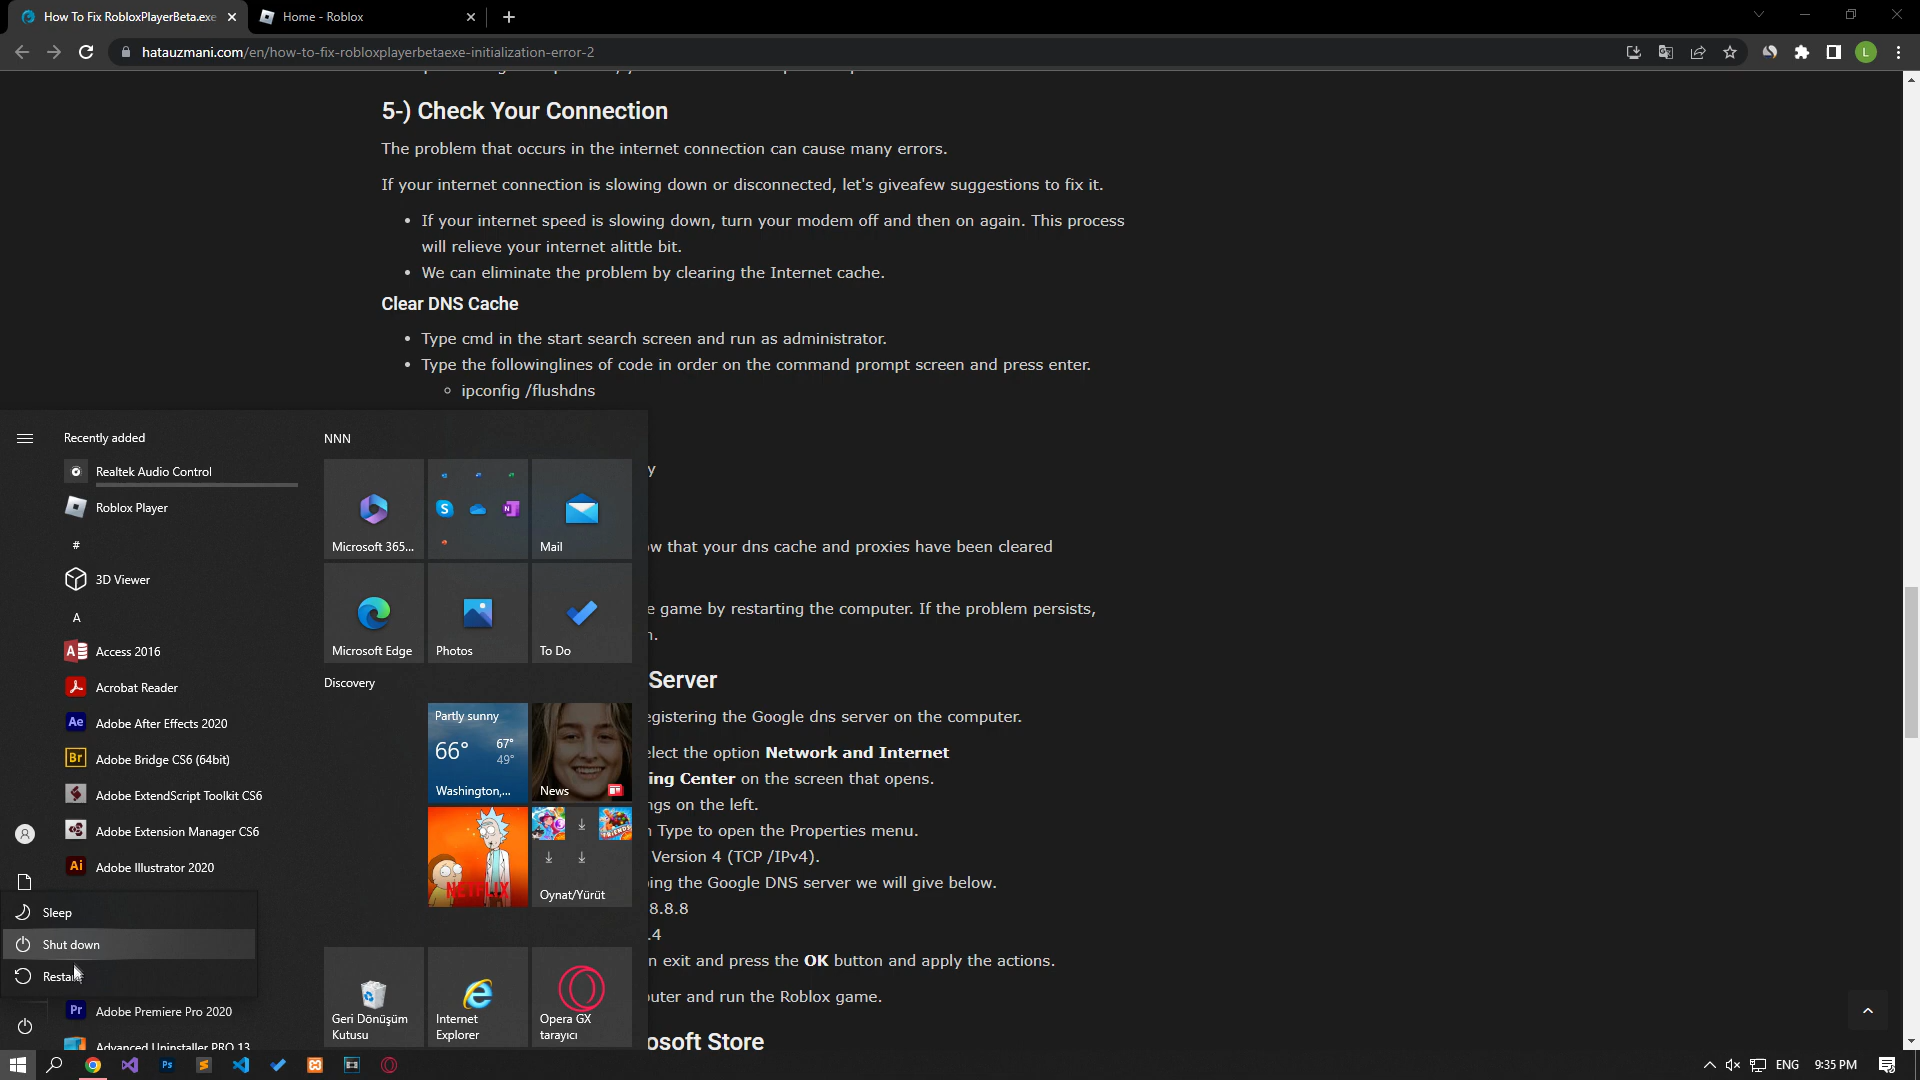 How To Fix RobloxPlayerBeta.exe
Home - Roblox
hatauzmani.com/en/how-to-fix-robloxplayerbetaexe-initialization-error-2
L
5-) Check Your Connection
The problem that occurs in the internet connection can cause many errors.
If your internet connection is slowing down or disconnected, let's giveafew suggestions to fix it.
• If your internet speed is slowing down, turn your modem off and then on again. This process
will relieve your internet alittle bit.
• We can eliminate the problem by clearing the Internet cache.
Clear DNS Cache
• Type cmd in the start search screen and run as administrator.
• Type the followinglines of code in order on the command prompt screen and press enter.
ipconfig /flushdns
y
ow that your dns cache and proxies have been cleared
e game by restarting the computer. If the problem persists,
n.
Server
egistering the Google dns server on the computer.
elect the option Network and Internet
ing Center on the screen that opens.
ngs on the left.
n Type to open the Properties menu.
Version 4 (TCP /IPv4).
ing the Google DNS server we will give below.
8.8.8
.4
n exit and press the OK button and apply the actions.
uter and run the Roblox game.
osoft Store
Recently added
Realtek Audio Control
Roblox Player
#
3D Viewer
A
Access 2016
Acrobat Reader
Adobe After Effects 2020
Adobe Bridge CS6 (64bit)
Adobe ExtendScript Toolkit CS6
Adobe Extension Manager CS6
Adobe Illustrator 2020
Sleep
Shut down
Restart
Adobe Premiere Pro 2020
Advanced Uninstaller PRO 13
NNN
Microsoft 365...
Mail
Microsoft Edge
Photos
To Do
Discovery
Partly sunny
66°
67°
49°
Washington,...
News
NETFLIX
Oynat/Yürüt
Geri Dönüşüm
Kutusu
Internet
Explorer
Opera GX
tarayıcı
ENG
9:35 PM